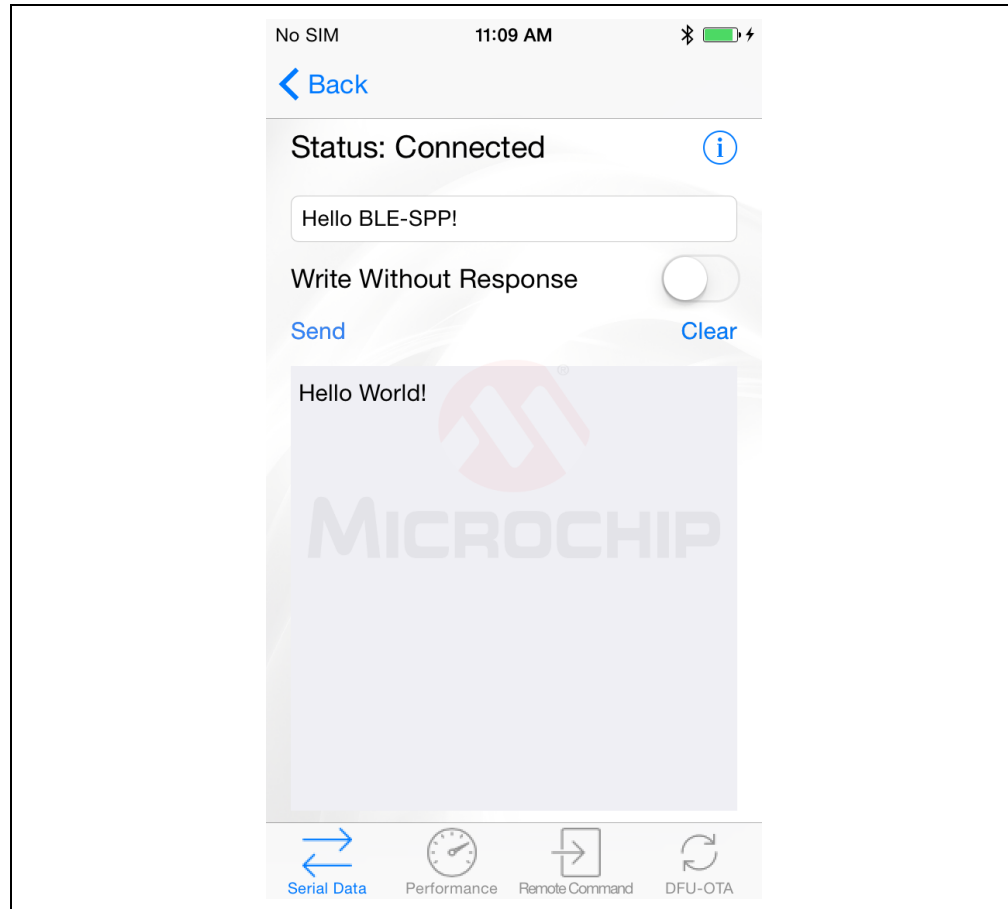 No SIM 11:09 AM
Back
Status: Connected
i
Hello BLE-SPP!
Write Without Response
Send Clear
Hello World!
®
MICROCHIP
Serial Data Performance Remote Command DFU-OTA